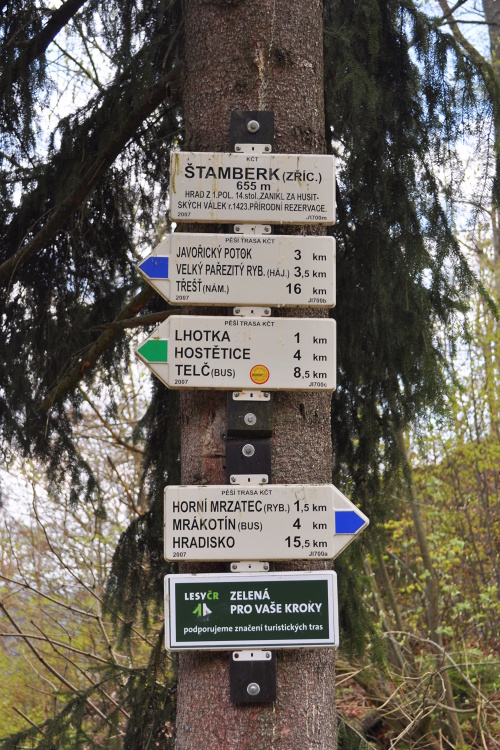 KČT
ŠTAMBERK (ZŘÍC.)
655 m
HRAD Z 1.POL. 14.stol.,ZANIKL ZA HUSIT-
SKÝCH VÁLEK r.1423.PŘÍRODNÍ REZERVACE.
2007 JI700m
PĚŠÍ TRASA KČT
JAVOŘICKÝ POTOK 3 km
VELKÝ PAŘEZITÝ RYB.(HÁJ.) 3,5 km
TŘEŠŤ(NÁM.) 16 km
2007 JI700b
PĚŠÍ TRASA KČT
LHOTKA 1 km
HOSTĚTICE 4 km
TELČ(BUS) 8,5 km
2007 JI700c
PĚŠÍ TRASA KČT
HORNÍ MRZATEC(RYB.) 1,5 km
MRÁKOTÍN(BUS) 4 km
HRADISKO 15,5 km
2007 JI700a
LESYČR ZELENÁ
PRO VAŠE KROKY
podporujeme značení turistických tras